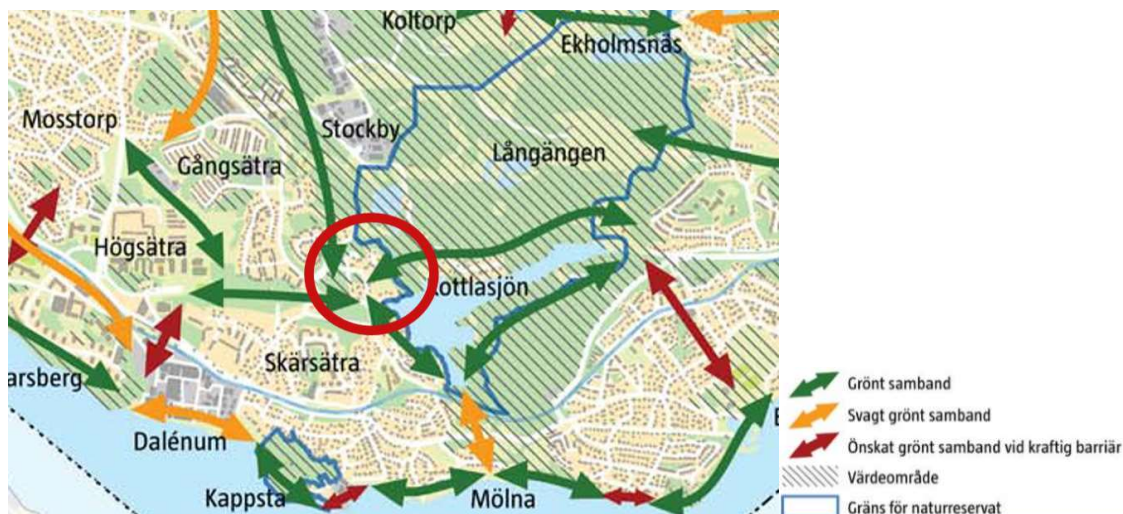 Koltorp
Ekholmsnäs
Mosstorp
Stockby
Gångsätra
Långängen
Högsätra
ottlasjön
Skärsätra
arsberg
Dalénum
Kappsta
Mölna
Grönt samband
Svagt grönt samband
Önskat grönt samband vid kraftig barriär
Värdeområde
Gräns för naturreservat